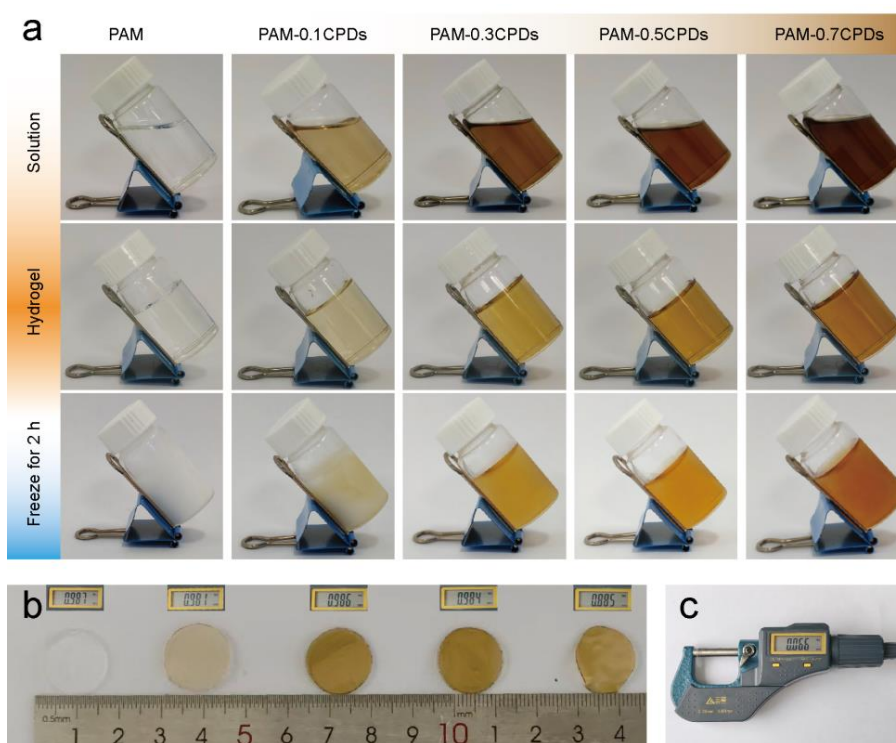 a
PAM PAM-0.1CPDs PAM-0.3CPDs PAM-0.5CPDs PAM-0.7CPDs
Solution
Hydrogel
Freeze for 2 h
b
0.987 0.981 0.986 0.984 0.885
0.5mm 1mm
1 2 3 4 5 6 7 8 9 10 1 2 3 4
c
0.066